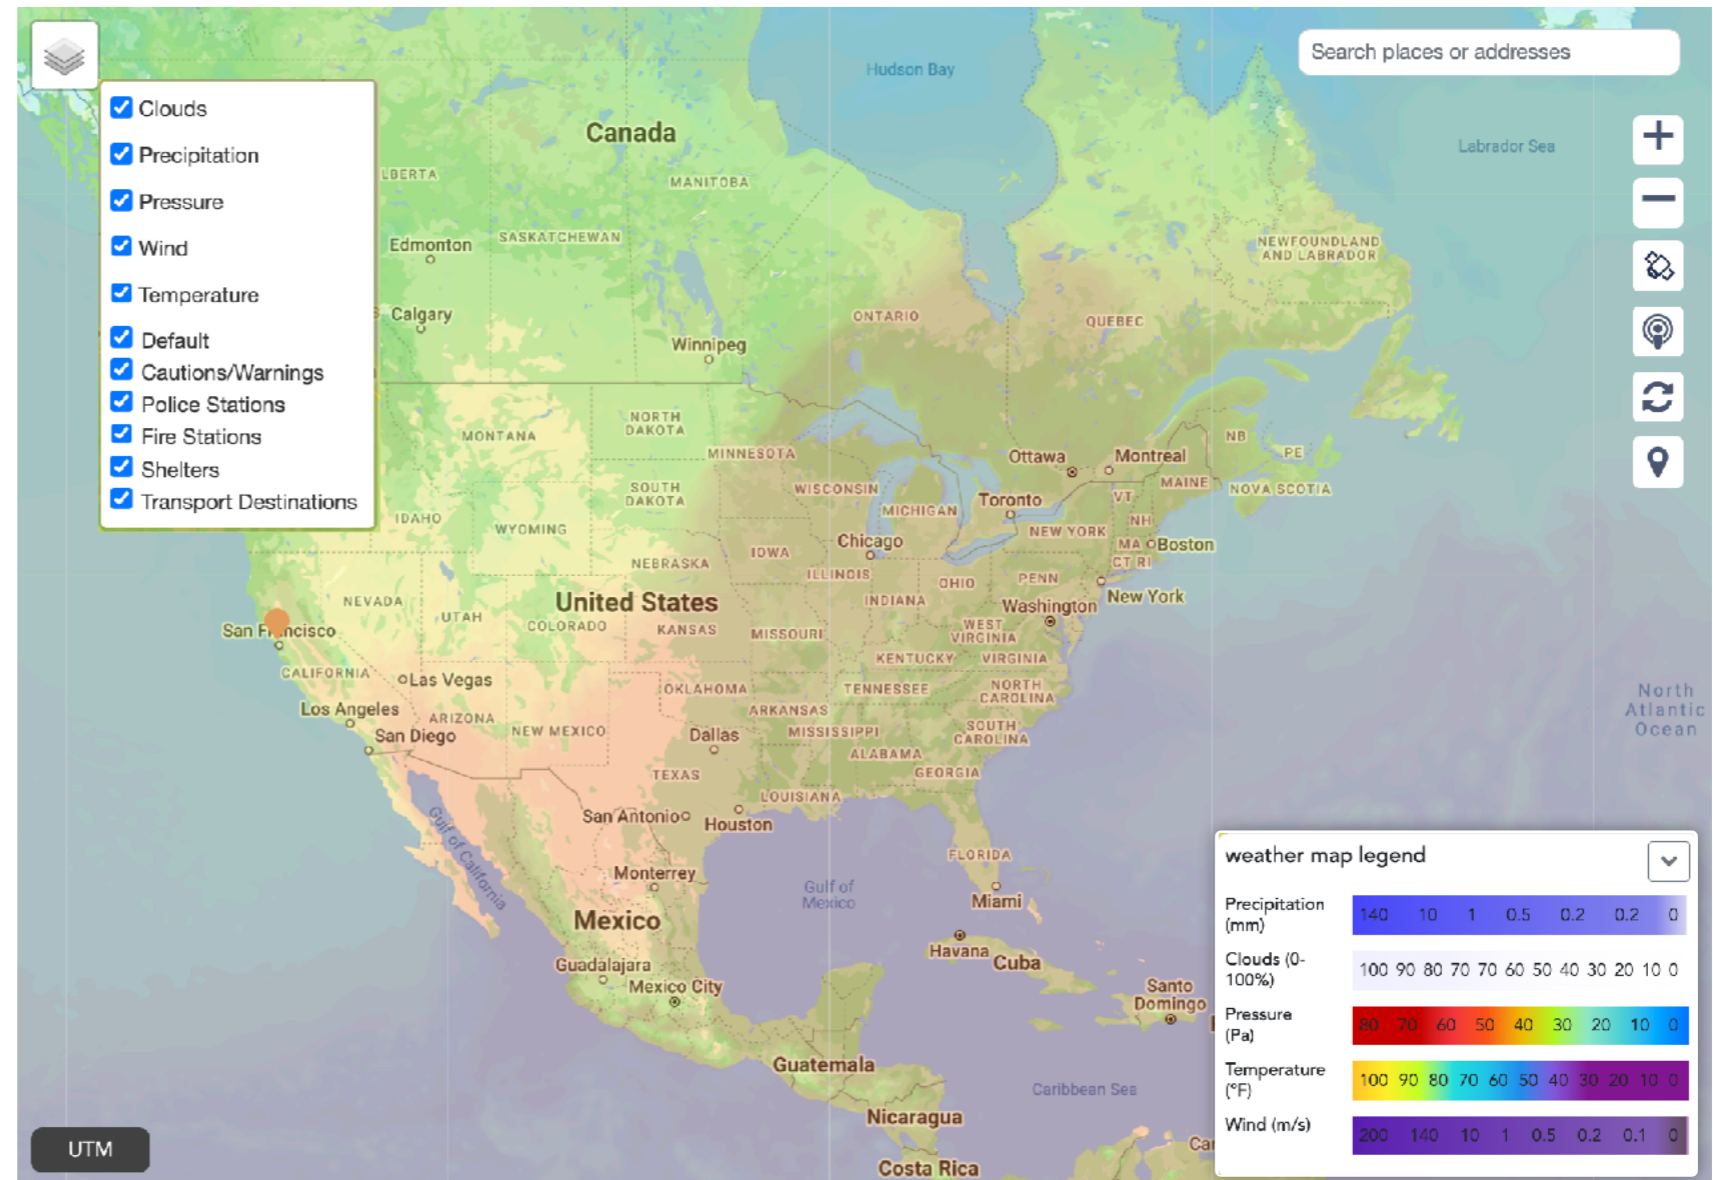 Search places or addresses
Clouds
Precipitation
Pressure
Wind
Temperature
Default
Cautions/Warnings
Police Stations
Fire Stations
Shelters
Transport Destinations
Hudson Bay
Canada
Labrador Sea
LBERTA
MANITOBA
Edmonton
SASKATCHEWAN
NEWFOUNDLAND
AND LABRADOR
Calgary
ONTARIO
QUEBEC
Winnipeg
NORTH
DAKOTA
MONTANA
MINNESOTA
NB
PE
Ottawa
Montreal
SOUTH
DAKOTA
WISCONSIN
MICHIGAN
Toronto
VT
MAINE
NOVA SCOTIA
IDAHO
WYOMING
NH
NEW YORK
Chicago
IOWA
MA
Boston
NEBRASKA
ILLINOIS
OHIO
PENN
CT RI
NEVADA
UTAH
United States
COLORADO
INDIANA
Washington
New York
San Fr ncisco
KANSAS
MISSOURI
WEST
VIRGINIA
KENTUCKY
VIRGINIA
CALIFORNIA
Las Vegas
OKLAHOMA
TENNESSEE
NORTH
CAROLINA
North
Atlantic
Ocean
Los Angeles
ARIZONA
NEW MEXICO
ARKANSAS
San Diego
Dallas
MISSISSIPPI
SOUTH
CAROLINA
ALABAMA
TEXAS
GEORGIA
LOUISIANA
San Antonio
Houston
Gulf of California
FLORIDA
Monterrey
Gulf of
Mexico
Miami
Mexico
Havana
Cuba
Guadalajara
Mexico City
Santo
Domingo
Guatemala
Caribbean Sea
Nicaragua
Car
Costa Rica
weather map legend
Precipitation
(mm)
140 10 1 0.5 0.2 0.2 0
Clouds (0-
100%)
100 90 80 70 70 60 50 40 30 20 10 0
Pressure
(Pa)
80 70 60 50 40 30 20 10 0
Temperature
(°F)
100 90 80 70 60 50 40 30 20 10 0
Wind (m/s)
200 140 10 1 0.5 0.2 0.1 0
UTM